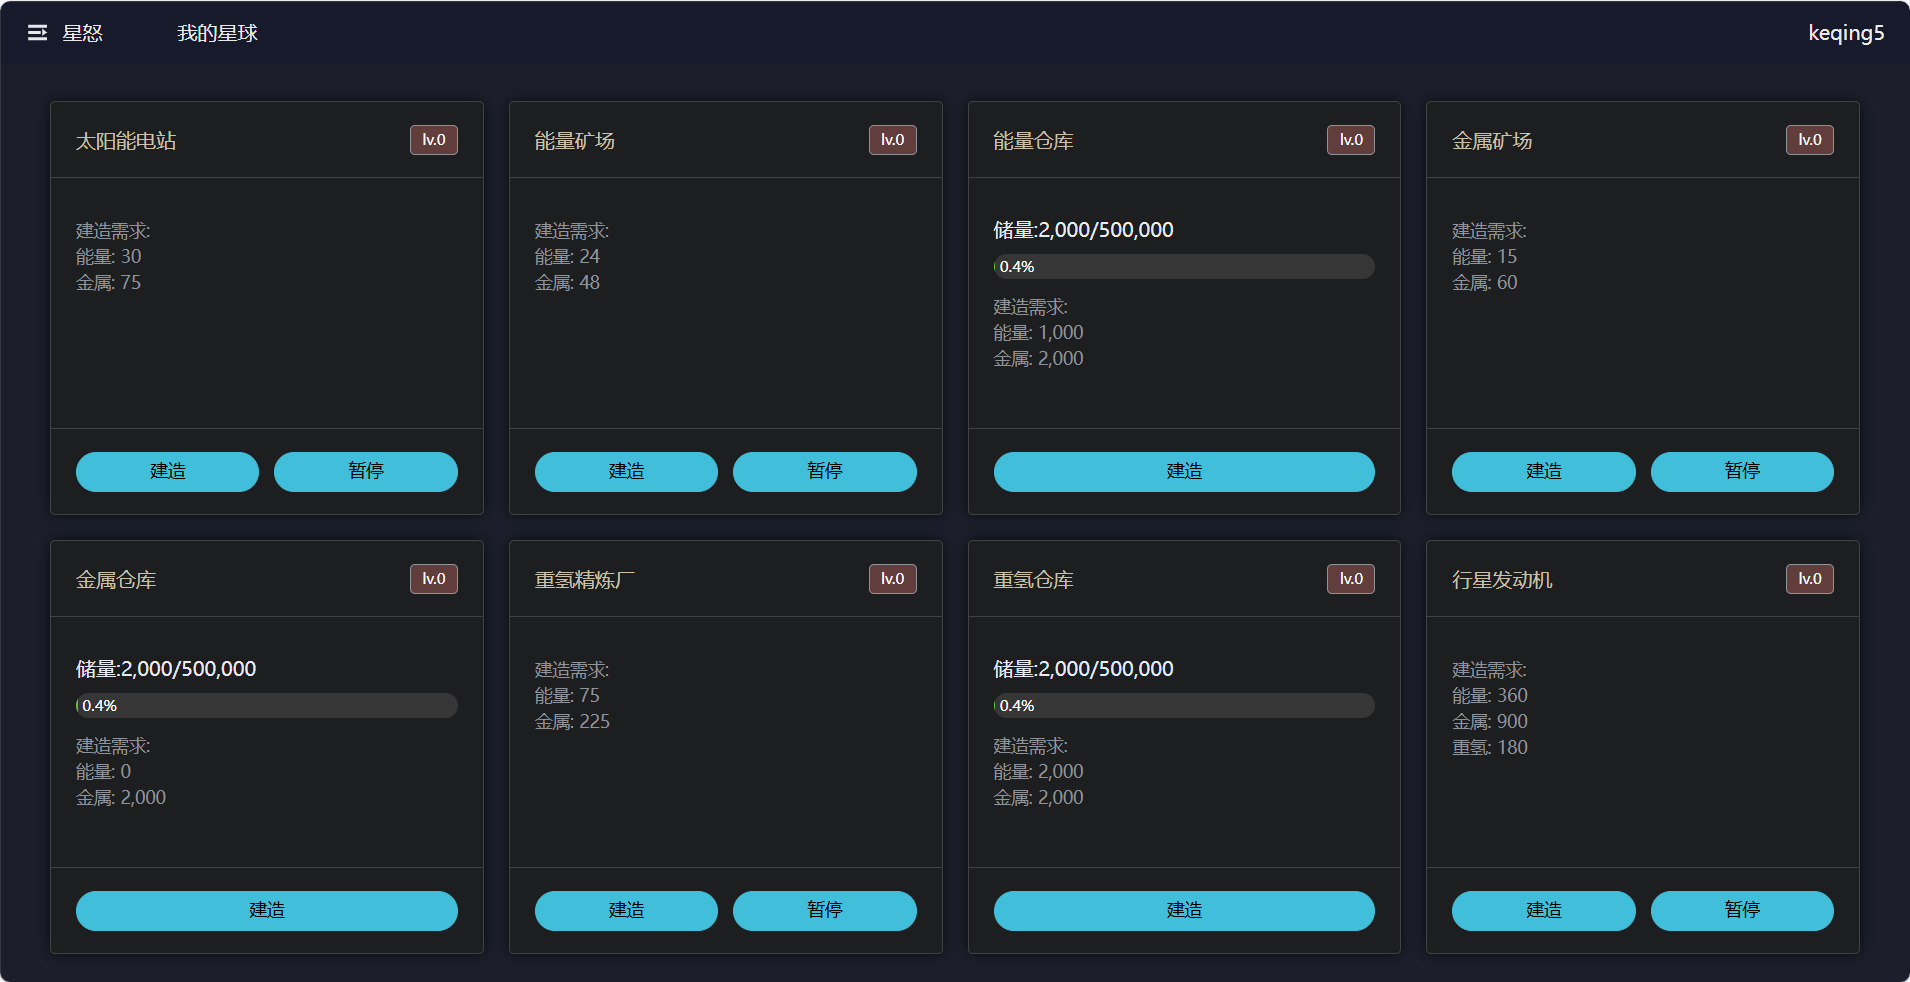 星怒
我的星球
keqing5
太阳能电站
lv.0
建造需求:
能量: 30
金属: 75
建造
暂停
能量矿场
lv.0
建造需求:
能量: 24
金属: 48
建造
暂停
能量仓库
lv.0
储量:2,000/500,000
0.4%
建造需求:
能量: 1,000
金属: 2,000
建造
金属矿场
lv.0
建造需求:
能量: 15
金属: 60
建造
暂停
金属仓库
lv.0
储量:2,000/500,000
0.4%
建造需求:
能量: 0
金属: 2,000
建造
重氢精炼厂
lv.0
建造需求:
能量: 75
金属: 225
建造
暂停
重氢仓库
lv.0
储量:2,000/500,000
0.4%
建造需求:
能量: 2,000
金属: 2,000
建造
行星发动机
lv.0
建造需求:
能量: 360
金属: 900
重氢: 180
建造
暂停